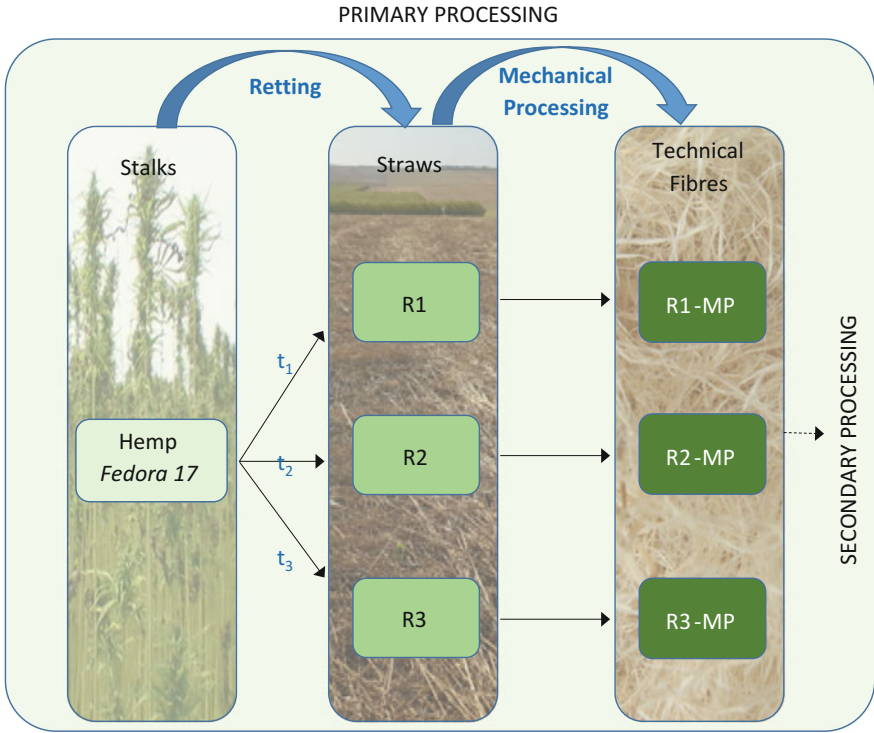 PRIMARY PROCESSING
Retting
Mechanical
Processing
Stalks
Straws
Technical
Fibres
R1
R1-MP
t₁
Hemp
Fedora 17
t₂
R2
R2-MP
t₃
R3
R3-MP
SECONDARY PROCESSING